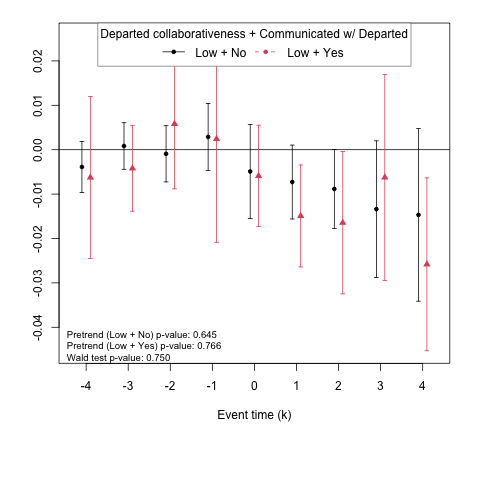 Departed collaborativeness + Communicated w/ Departed
Low + No Low + Yes
0.02
0.01
0.00
-0.01
-0.02
-0.03
-0.04
Pretrend (Low + No) p-value: 0.645
Pretrend (Low + Yes) p-value: 0.766
Wald test p-value: 0.750
-4 -3 -2 -1 0 1 2 3 4
Event time (k)